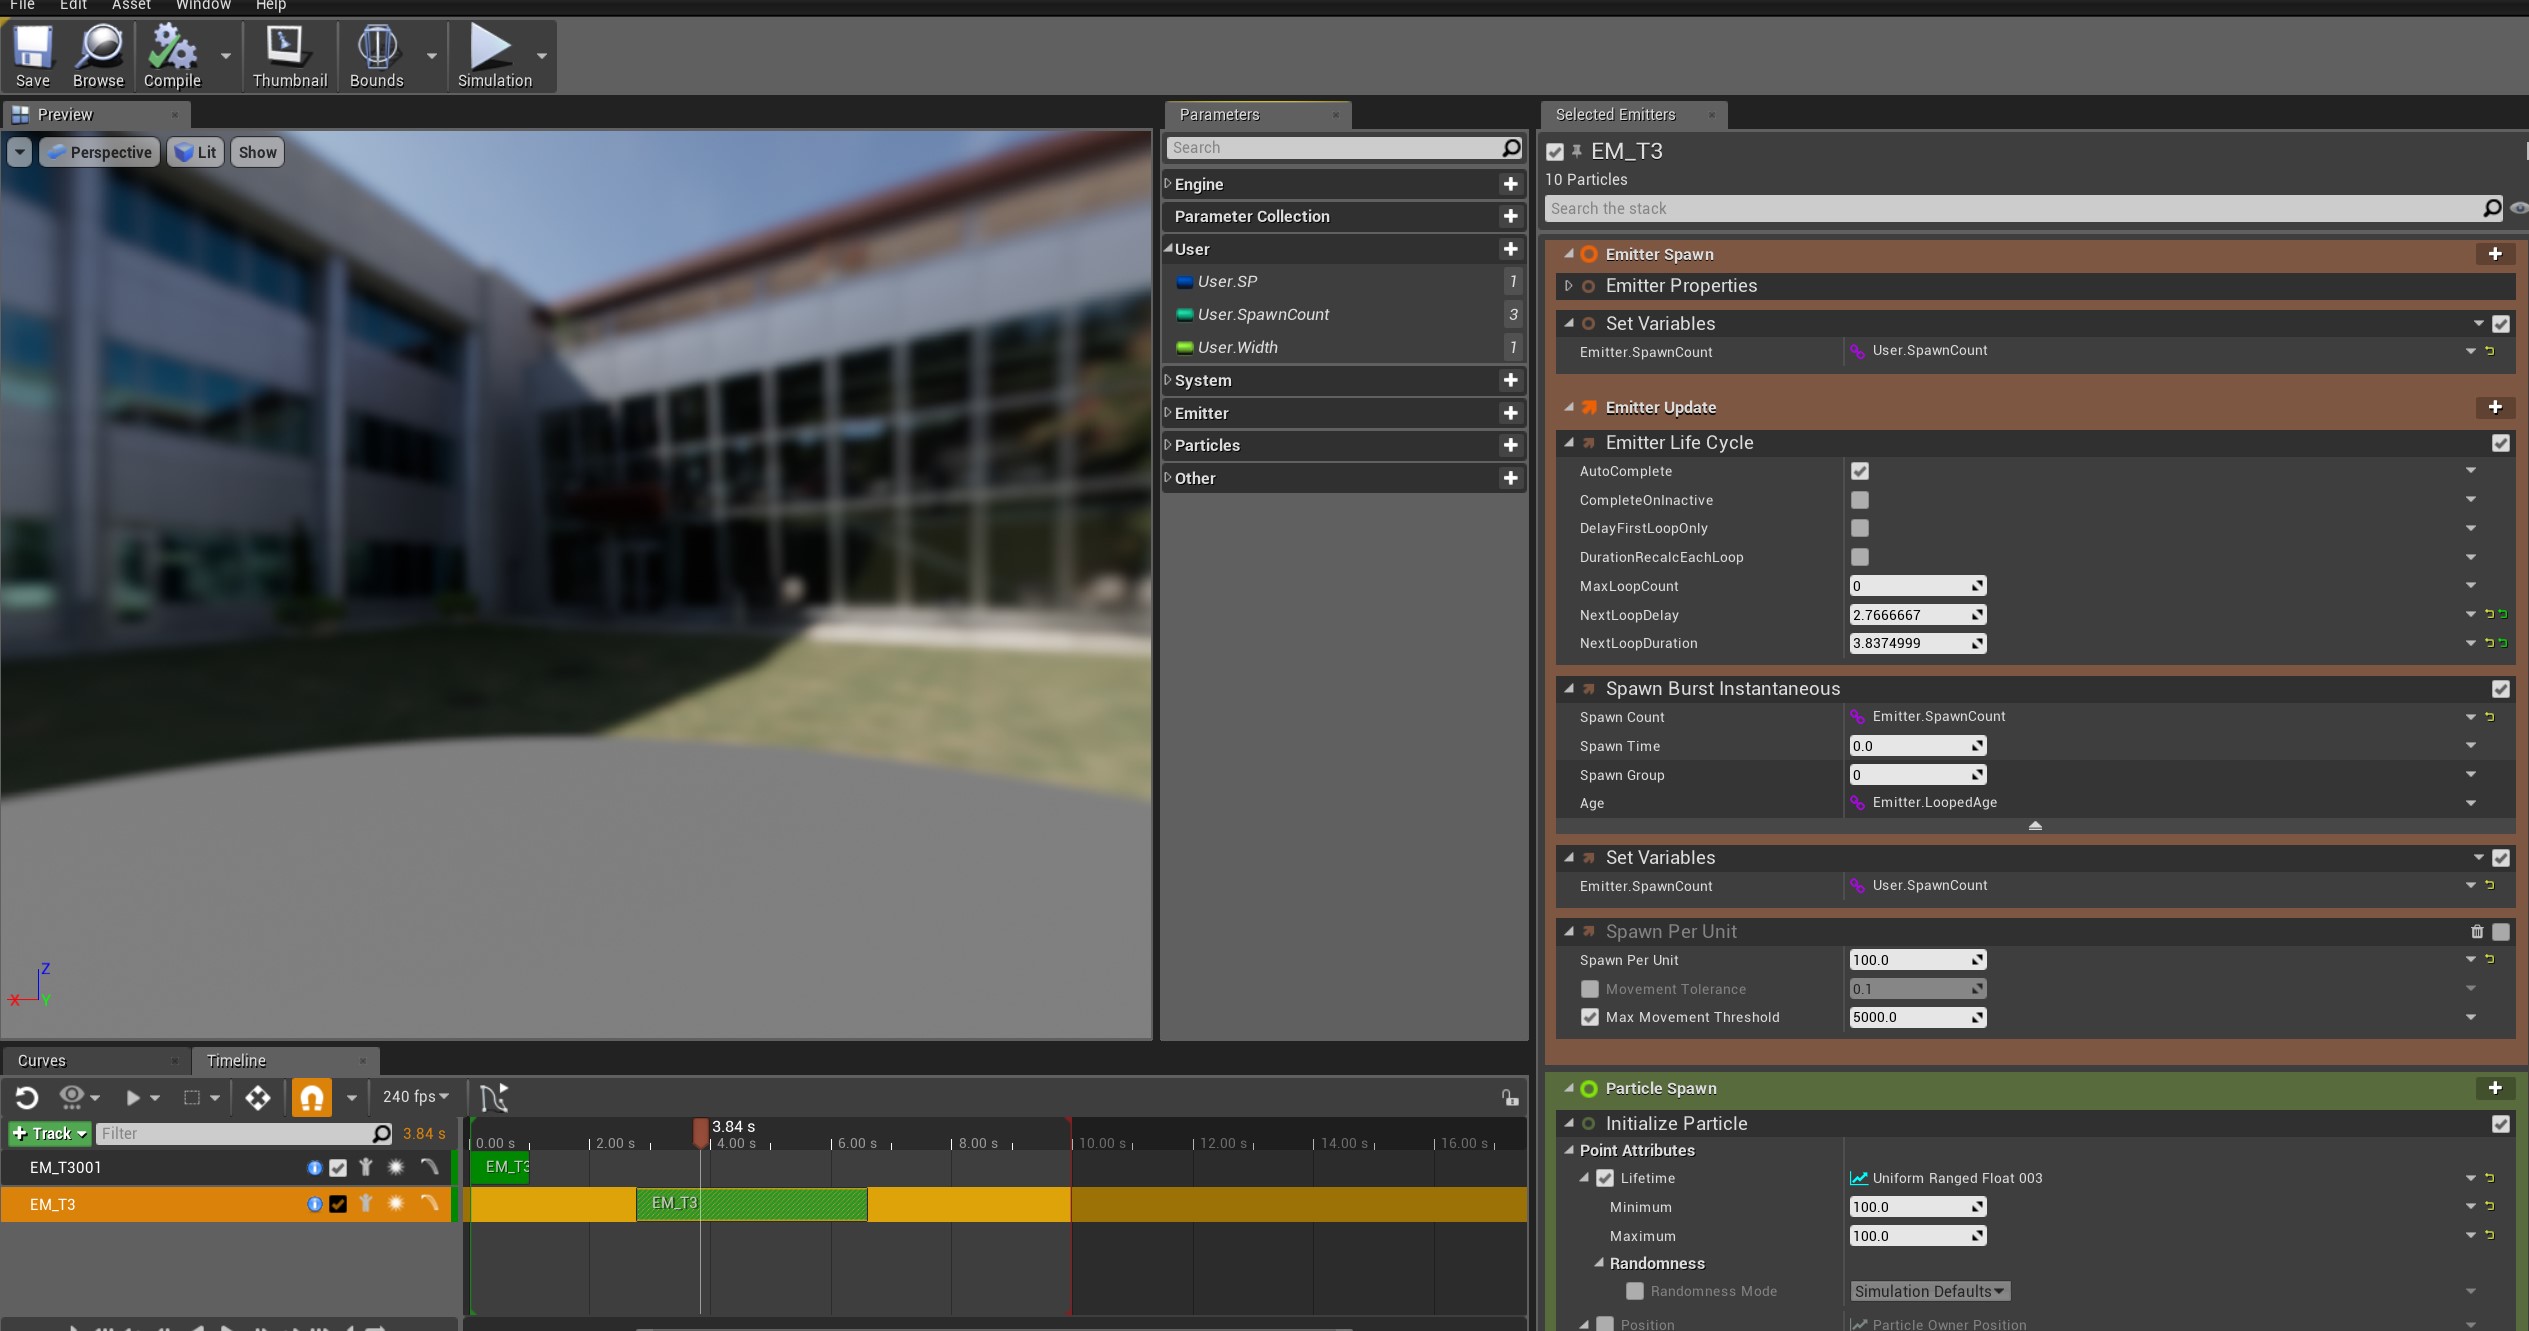 File Edit Asset Window Help
Save Browse Compile Thumbnail Bounds Simulation
Preview
Perspective Lit Show
Z
X Y
Parameters
Search
Engine
Parameter Collection
User
User.SP 1
User.SpawnCount 3
User.Width 1
System
Emitter
Particles
Other
Selected Emitters
EM_T3
10 Particles
Search the stack
Emitter Spawn
Emitter Properties
Set Variables
Emitter.SpawnCount User.SpawnCount
Emitter Update
Emitter Life Cycle
AutoComplete
CompleteOnInactive
DelayFirstLoopOnly
DurationRecalcEachLoop
MaxLoopCount 0
NextLoopDelay 2.7666667
NextLoopDuration 3.8374999
Spawn Burst Instantaneous
Spawn Count Emitter.SpawnCount
Spawn Time 0.0
Spawn Group 0
Age Emitter.LoopedAge
Set Variables
Emitter.SpawnCount User.SpawnCount
Spawn Per Unit
Spawn Per Unit 100.0
Movement Tolerance 0.1
Max Movement Threshold 5000.0
Particle Spawn
Initialize Particle
Point Attributes
Lifetime Uniform Ranged Float 003
Minimum 100.0
Maximum 100.0
Randomness
Randomness Mode Simulation Defaults
Position Particle Owner Position
Curves Timeline
240 fps
Track Filter 3.84 s
3.84 s
0.00 s 2.00 s 4.00 s 6.00 s 8.00 s 10.00 s 12.00 s 14.00 s 16.00 s
EM_T3001 EM_T3
EM_T3 EM_T3